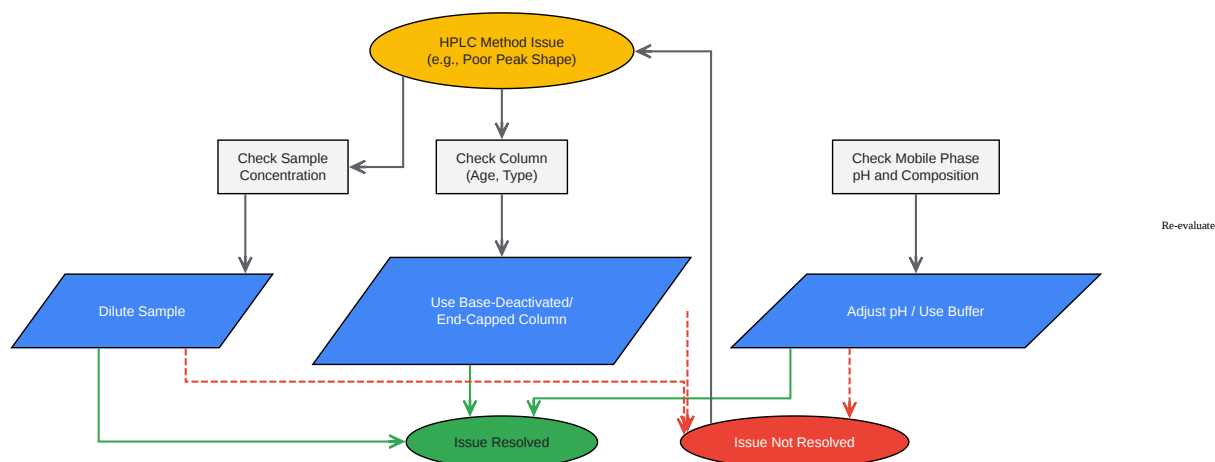 HPLC Method Issue
(e.g., Poor Peak Shape)
Check Sample
Concentration
Check Column
(Age, Type)
Check Mobile Phase
pH and Composition
Re-evaluate
Dilute Sample
Use Base-Deactivated/
End-Capped Column
Adjust pH / Use Buffer
Issue Resolved
Issue Not Resolved